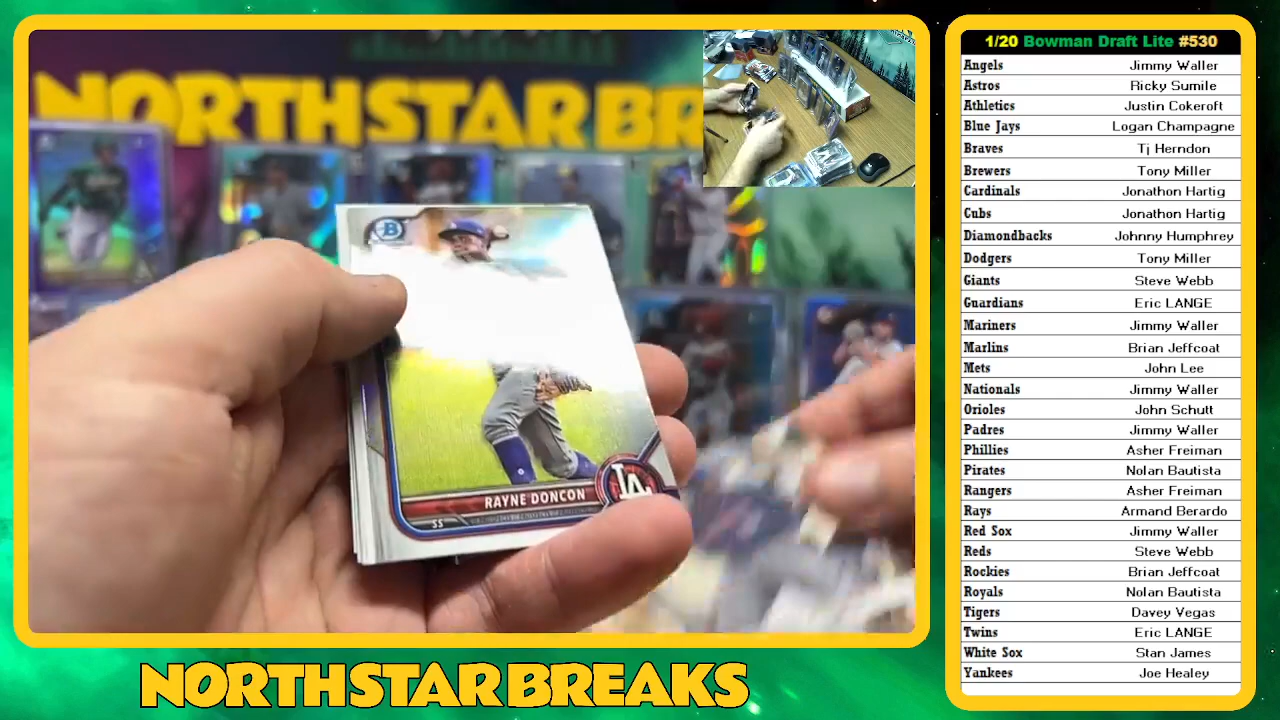 NORTHSTAR BR
B
RAYNE DONCON
SS
LA
NORTHSTAR BREAKS
1/20 Bowman Draft Lite #530
Angels Jimmy Waller
Astros Ricky Sumile
Athletics Justin Cokeroft
Blue Jays Logan Champagne
Braves Tj Herndon
Brewers Tony Miller
Cardinals Jonathon Hartig
Cubs Jonathon Hartig
Diamondbacks Johnny Humphrey
Dodgers Tony Miller
Giants Steve Webb
Guardians Eric LANGE
Mariners Jimmy Waller
Marlins Brian Jeffcoat
Mets John Lee
Nationals Jimmy Waller
Orioles John Schutt
Padres Jimmy Waller
Phillies Asher Freiman
Pirates Nolan Bautista
Rangers Asher Freiman
Rays Armand Berardo
Red Sox Jimmy Waller
Reds Steve Webb
Rockies Brian Jeffcoat
Royals Nolan Bautista
Tigers Davey Vegas
Twins Eric LANGE
White Sox Stan James
Yankees Joe Healey